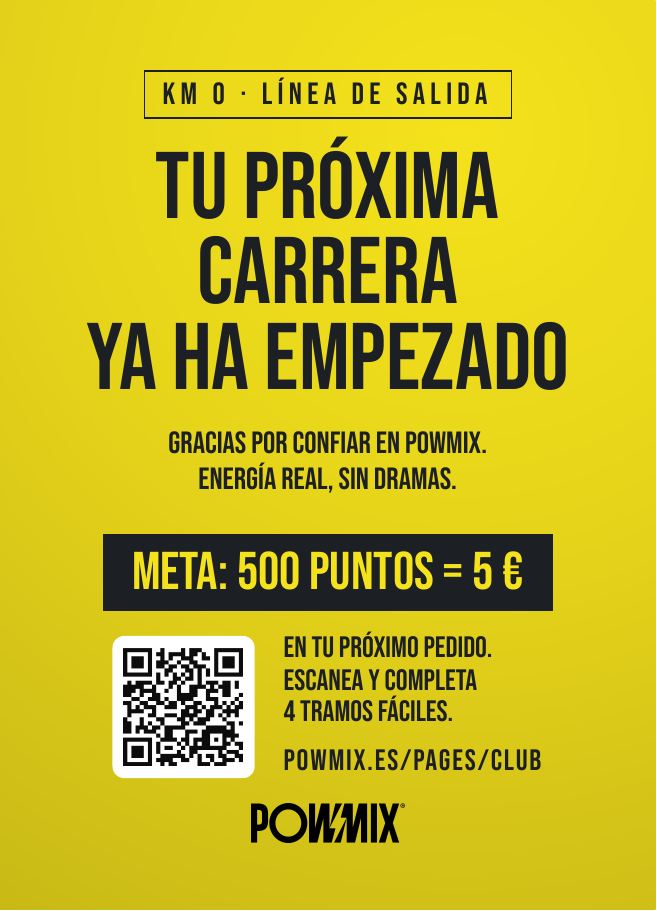 KM 0 · LÍNEA DE SALIDA
TU PRÓXIMA
CARRERA
YA HA EMPEZADO
GRACIAS POR CONFIAR EN POWMIX.
ENERGÍA REAL, SIN DRAMAS.
META: 500 PUNTOS = 5 €
EN TU PRÓXIMO PEDIDO.
ESCANEA Y COMPLETA
4 TRAMOS FÁCILES.
POWMIX.ES/PAGES/CLUB
POWMIX®